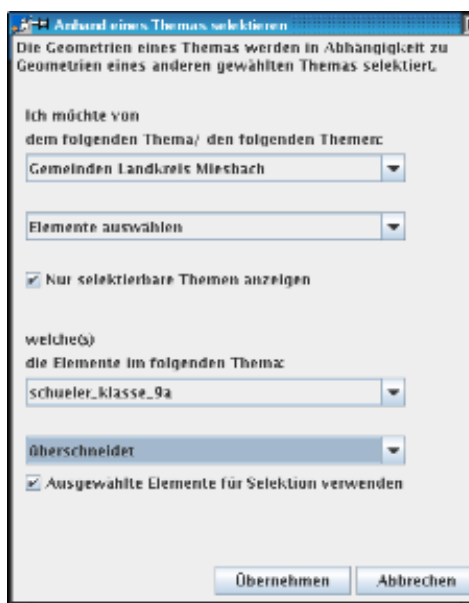 Anhand eines Themas selektieren
Die Geometrien eines Themas werden in Abhängigkeit zu
Geometrien eines anderen gewählten Themas selektiert.
Ich möchte von
dem folgenden Thema/ den folgenden Themen:
Gemeinden Landkreis Miesbach
Elemente auswählen
Nur selektierbare Themen anzeigen
welche(s)
die Elemente im folgenden Thema:
schueler_klasse_9a
überschneidet
Ausgewählte Elemente für Selektion verwenden
Übernehmen Abbrechen